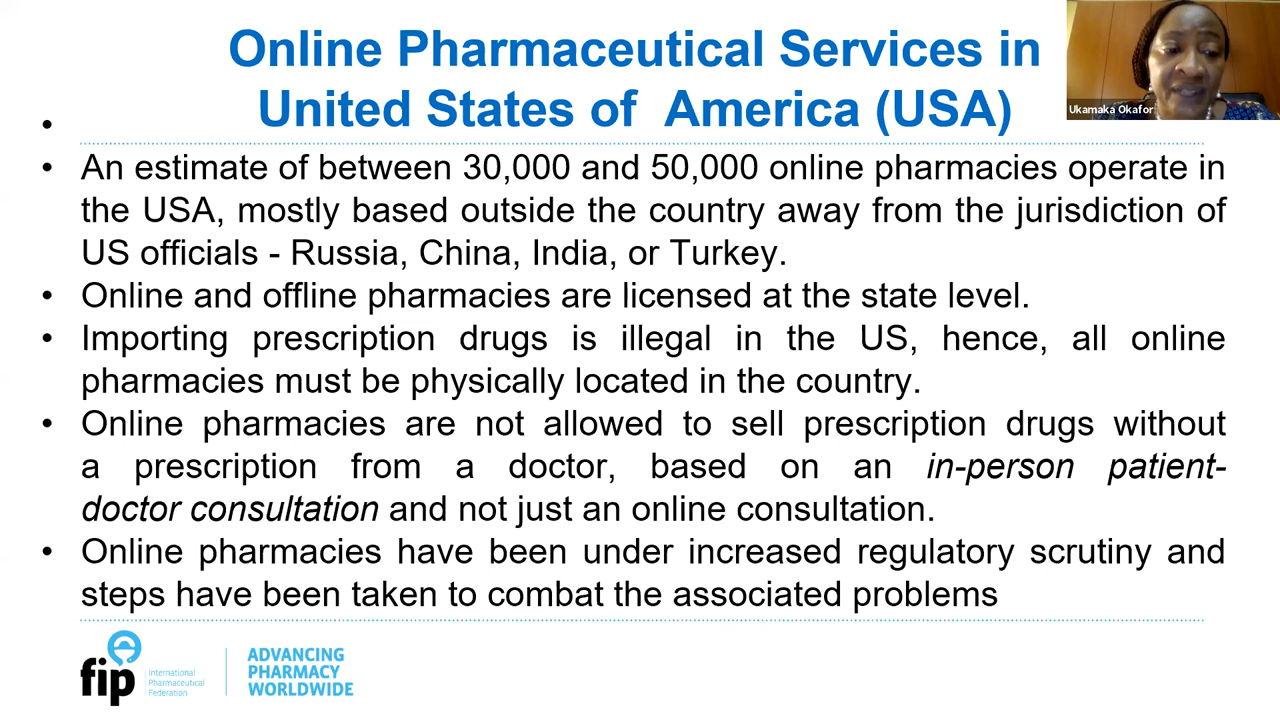 Online Pharmaceutical Services in
United States of America (USA)
Ukamaka Okafor
•
• An estimate of between 30,000 and 50,000 online pharmacies operate in
the USA, mostly based outside the country away from the jurisdiction of
US officials - Russia, China, India, or Turkey.
• Online and offline pharmacies are licensed at the state level.
• Importing prescription drugs is illegal in the US, hence, all online
pharmacies must be physically located in the country.
• Online pharmacies are not allowed to sell prescription drugs without
a prescription from a doctor, based on an in-person patient-
doctor consultation and not just an online consultation.
• Online pharmacies have been under increased regulatory scrutiny and
steps have been taken to combat the associated problems
fip
International
Pharmaceutical
Federation
ADVANCING
PHARMACY
WORLDWIDE